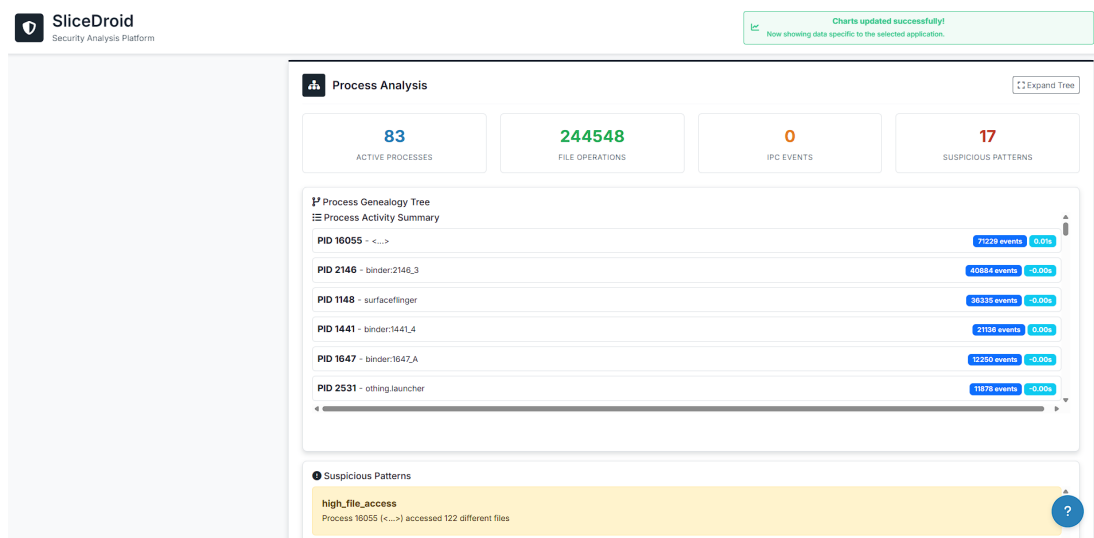 SliceDroid
Security Analysis Platform
Charts updated successfully!
Now showing data specific to the selected application.
Process Analysis
Expand Tree
83
ACTIVE PROCESSES
244548
FILE OPERATIONS
0
IPC EVENTS
17
SUSPICIOUS PATTERNS
Process Genealogy Tree
Process Activity Summary
PID 16055 - <...> 71229 events 0.01s
PID 2146 - binder:2146_3 40884 events -0.00s
PID 1148 - surfaceflinger 36335 events -0.00s
PID 1441 - binder:1441_4 21136 events 0.00s
PID 1647 - binder:1647_A 12250 events -0.00s
PID 2531 - othing.launcher 11878 events -0.00s
Suspicious Patterns
high_file_access
Process 16055 (<...>) accessed 122 different files
?